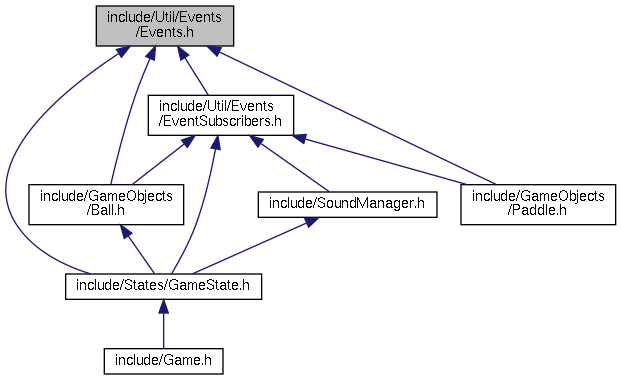 include/Util/Events
/Events.h
include/Util/Events
/EventSubscribers.h
include/GameObjects
/Ball.h
include/SoundManager.h
include/GameObjects
/Paddle.h
include/States/GameState.h
include/Game.h